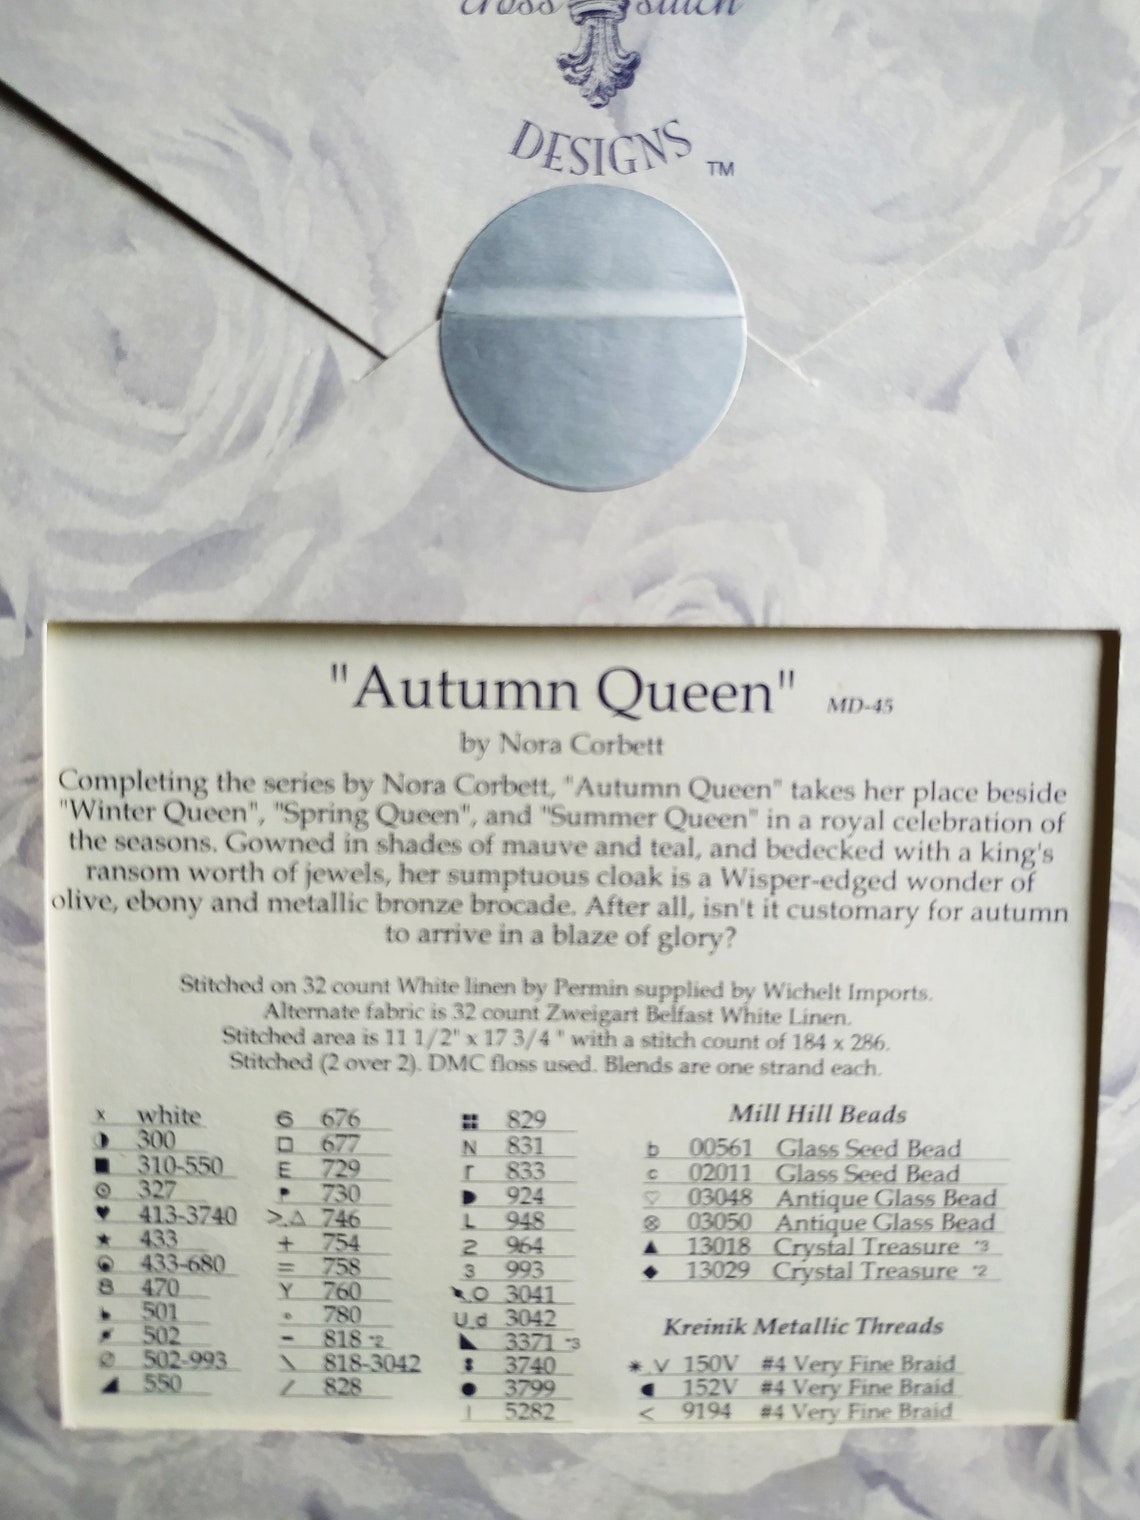 cross stitch
DESIGNS TM
"Autumn Queen" MD-45
by Nora Corbett
Completing the series by Nora Corbett, "Autumn Queen" takes her place beside
"Winter Queen", "Spring Queen", and "Summer Queen" in a royal celebration of
the seasons. Gowned in shades of mauve and teal, and bedecked with a king's
ransom worth of jewels, her sumptuous cloak is a Wisper-edged wonder of
olive, ebony and metallic bronze brocade. After all, isn't it customary for autumn
to arrive in a blaze of glory?
Stitched on 32 count White linen by Permin supplied by Wichelt Imports.
Alternate fabric is 32 count Zweigart Belfast White Linen.
Stitched area is 11 1/2" x 17 3/4 " with a stitch count of 184 x 286.
Stitched (2 over 2). DMC floss used. Blends are one strand each.
x white
300
■ 310-550
⊙ 327
♥ 413-3740
★ 433
433-680
8 470
501
502
∅ 502-993
◢ 550
6 676
□ 677
E 729
730
>.△ 746
+ 754
= 758
Y 760
∘ 780
- 818 *2
\ 818-3042
/ 828
829
N 831
r 833
924
L 948
2 964
3 993
O 3041
U.d 3042
◣ 3371 *3
3740
● 3799
| 5282
Mill Hill Beads
b 00561 Glass Seed Bead
c 02011 Glass Seed Bead
♡ 03048 Antique Glass Bead
⊗ 03050 Antique Glass Bead
▲ 13018 Crystal Treasure *3
◆ 13029 Crystal Treasure *2
Kreinik Metallic Threads
*.V 150V #4 Very Fine Braid
152V #4 Very Fine Braid
< 9194 #4 Very Fine Braid